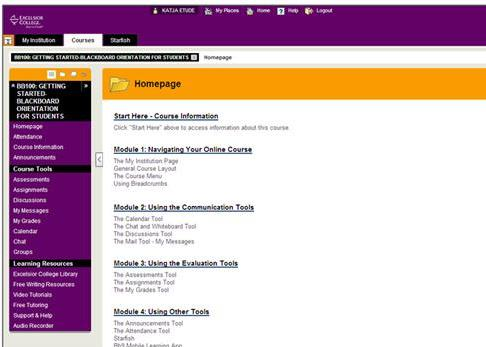 KATJA ETUDE My Places Home Help Logout
EXCELSIOR
COLLEGE
My Institution Courses Starfish
BB100: GETTING STARTED-BLACKBOARD ORIENTATION FOR STUDENTS Homepage
BB100: GETTING
STARTED-
BLACKBOARD
ORIENTATION
FOR STUDENTS
Homepage
Attendance
Course Information
Announcements
Course Tools
Assessments
Assignments
Discussions
My Messages
My Grades
Calendar
Chat
Groups
Learning Resources
Excelsior College Library
Free Writing Resources
Video Tutorials
Free Tutoring
Support & Help
Audio Recorder
Homepage
Start Here - Course Information
Click "Start Here" above to access information about this course.
Module 1: Navigating Your Online Course
The My Institution Page
General Course Layout
The Course Menu
Using Breadcrumbs
Module 2: Using the Communication Tools
The Calendar Tool
The Chat and Whiteboard Tool
The Discussions Tool
The Mail Tool - My Messages
Module 3: Using the Evaluation Tools
The Assessments Tool
The Assignments Tool
The My Grades Tool
Module 4: Using Other Tools
The Announcements Tool
The Attendance Tool
Starfish
Bb9 Mobile Learning App